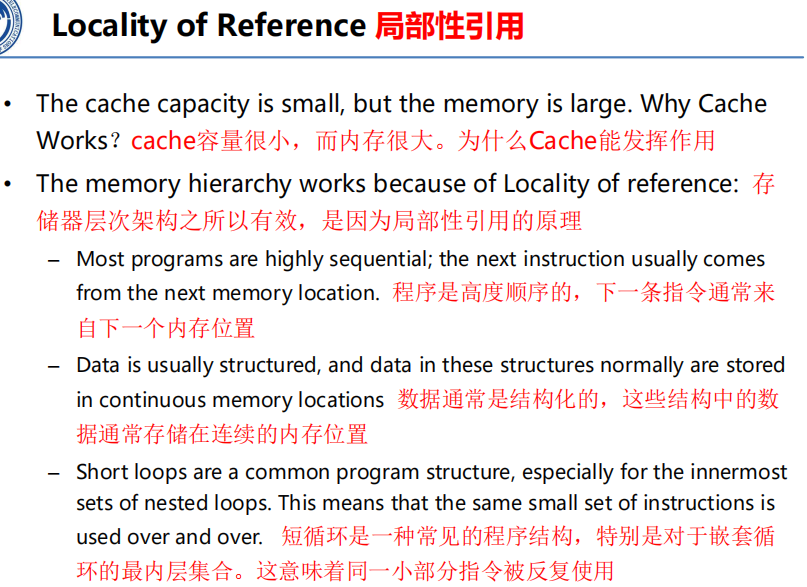 Locality of Reference 局部性引用
• The cache capacity is small, but the memory is large. Why Cache
Works? cache容量很小，而内存很大。为什么Cache能发挥作用
• The memory hierarchy works because of Locality of reference: 存
储器层次架构之所以有效，是因为局部性引用的原理
– Most programs are highly sequential; the next instruction usually comes
from the next memory location. 程序是高度顺序的，下一条指令通常来
自下一个内存位置
– Data is usually structured, and data in these structures normally are stored
in continuous memory locations 数据通常是结构化的，这些结构中的数
据通常存储在连续的内存位置
– Short loops are a common program structure, especially for the innermost
sets of nested loops. This means that the same small set of instructions is
used over and over. 短循环是一种常见的程序结构，特别是对于嵌套循
环的最内层集合。这意味着同一小部分指令被反复使用